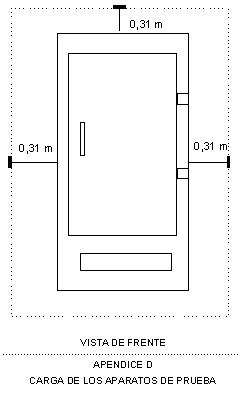 0,31 m
0,31 m
0,31 m
VISTA DE FRENTE
APENDICE D
CARGA DE LOS APARATOS DE PRUEBA